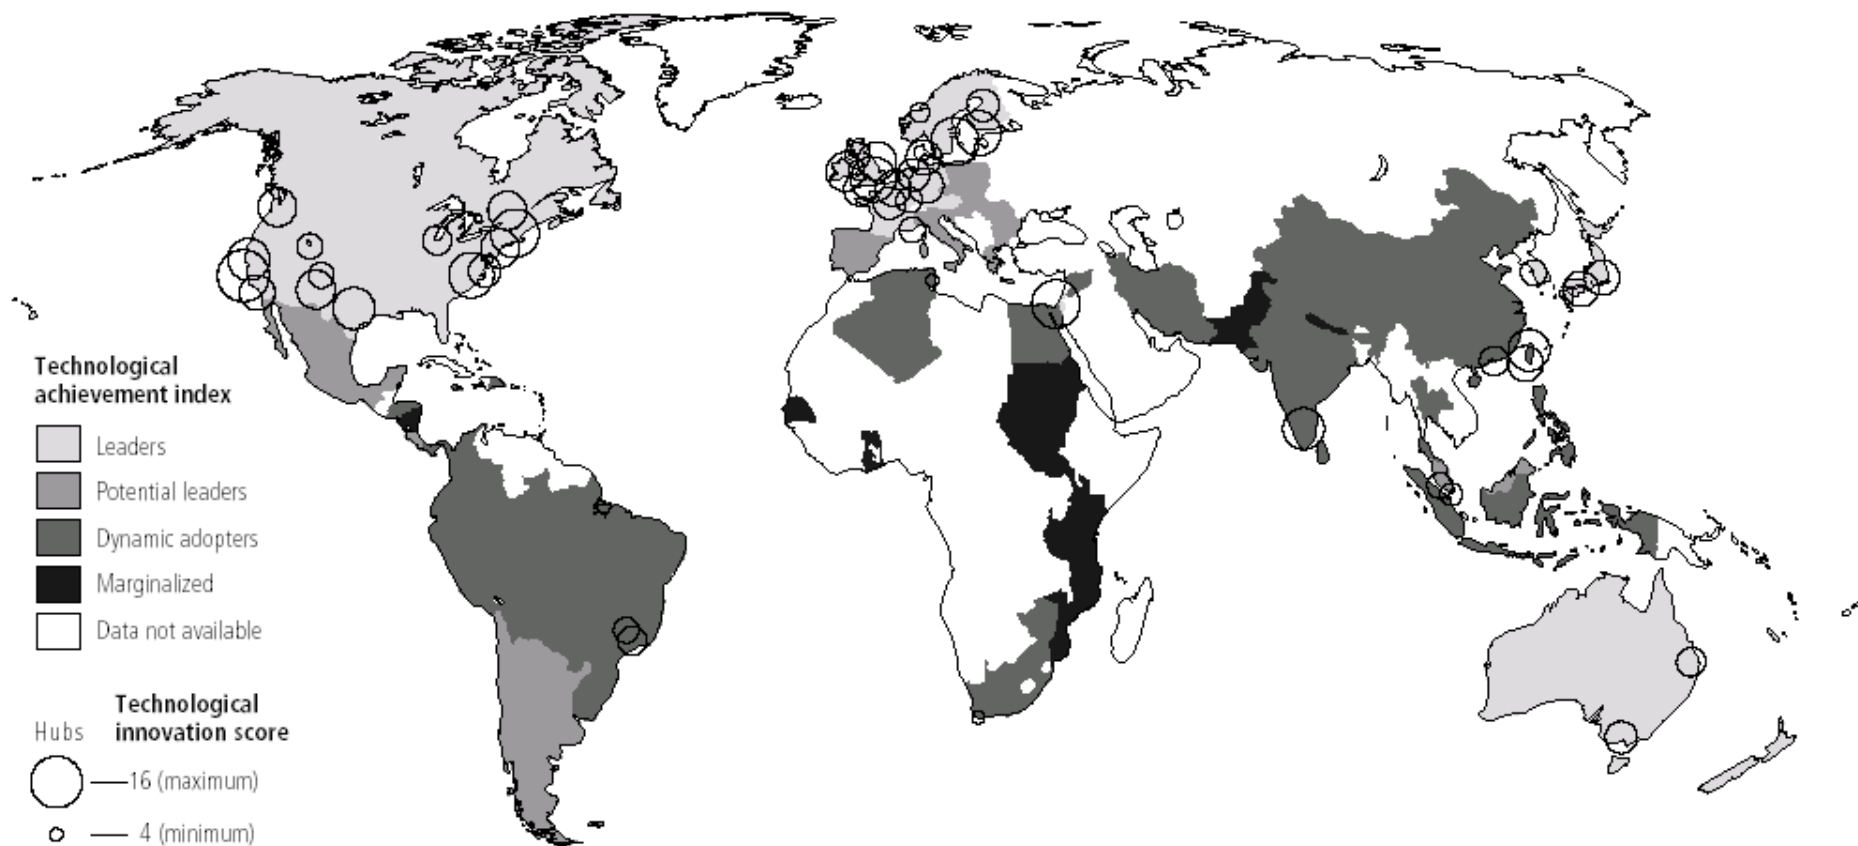 Technological
achievement index
Leaders
Potential leaders
Dynamic adopters
Marginalized
Data not available
Technological
Hubs innovation score
16 (maximum)
4 (minimum)